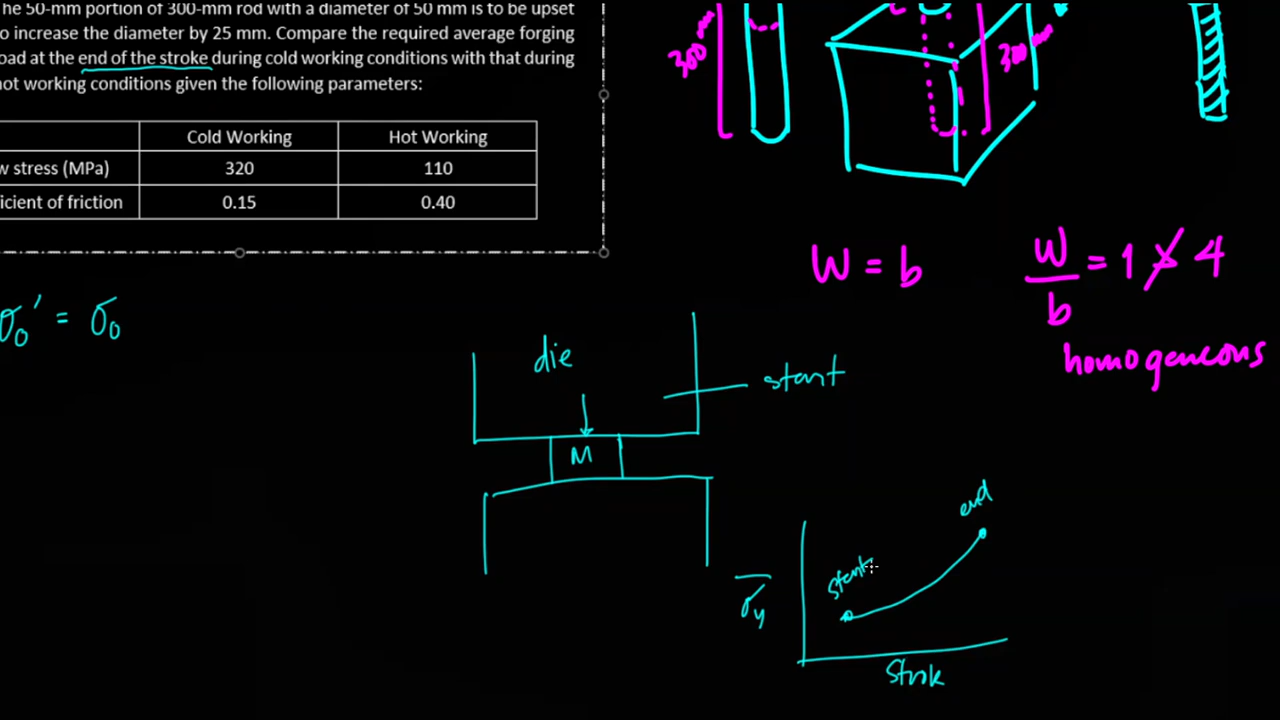 he 50-mm portion of 300-mm rod with a diameter of 50 mm is to be upset
o increase the diameter by 25 mm. Compare the required average forging
oad at the end of the stroke during cold working conditions with that during
ot working conditions given the following parameters:
Cold Working Hot Working
w stress (MPa) 320 110
icient of friction 0.15 0.40
300 mm
300 mm
W = b
W/b = 1 × 4
homogeneous
σ₀' = σ₀
die
start
M
end
start
σ̅y
Strok